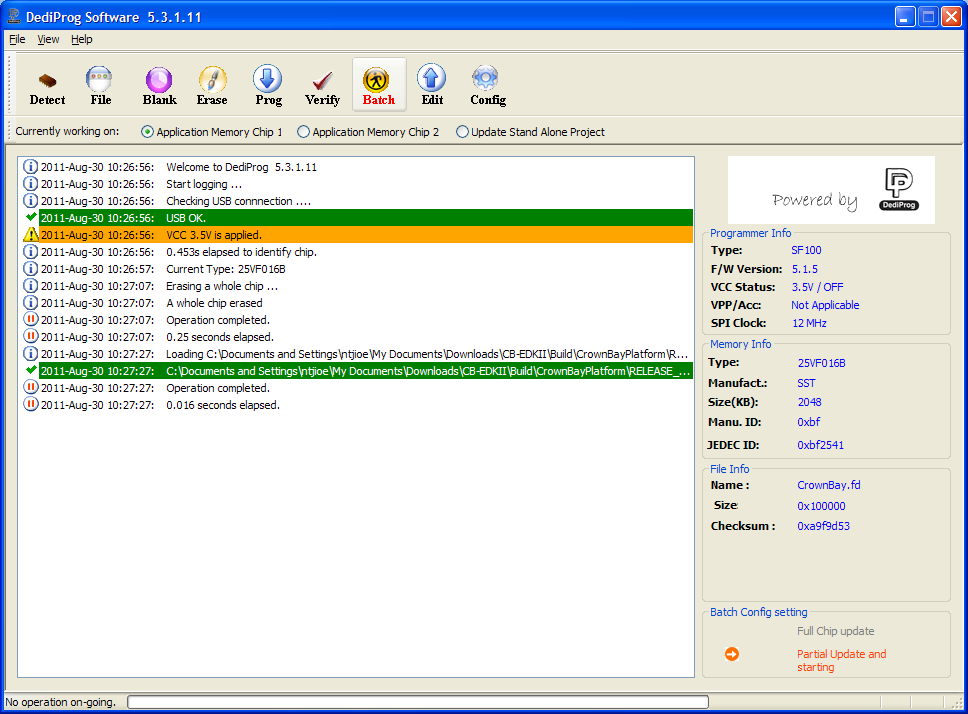 DediProg Software 5.3.1.11
File View Help
Detect File Blank Erase Prog Verify Batch Edit Config
Currently working on: Application Memory Chip 1 Application Memory Chip 2 Update Stand Alone Project
2011-Aug-30 10:26:56: Welcome to DediProg 5.3.1.11
2011-Aug-30 10:26:56: Start logging ...
2011-Aug-30 10:26:56: Checking USB connnection ....
2011-Aug-30 10:26:56: USB OK.
2011-Aug-30 10:26:56: VCC 3.5V is applied.
2011-Aug-30 10:26:56: 0.453s elapsed to identify chip.
2011-Aug-30 10:26:57: Current Type: 25VF016B
2011-Aug-30 10:27:07: Erasing a whole chip ...
2011-Aug-30 10:27:07: A whole chip erased
2011-Aug-30 10:27:07: Operation completed.
2011-Aug-30 10:27:07: 0.25 seconds elapsed.
2011-Aug-30 10:27:27: Loading C:\Documents and Settings\ntjioe\My Documents\Downloads\CB-EDKII\Build\CrownBayPlatform\R...
2011-Aug-30 10:27:27: C:\Documents and Settings\ntjioe\My Documents\Downloads\CB-EDKII\Build\CrownBayPlatform\RELEASE_...
2011-Aug-30 10:27:27: Operation completed.
2011-Aug-30 10:27:27: 0.016 seconds elapsed.
Powered by
DediProg
Programmer Info
Type: SF100
F/W Version: 5.1.5
VCC Status: 3.5V / OFF
VPP/Acc: Not Applicable
SPI Clock: 12 MHz
Memory Info
Type: 25VF016B
Manufact.: SST
Size(KB): 2048
Manu. ID: 0xbf
JEDEC ID: 0xbf2541
File Info
Name : CrownBay.fd
Size: 0x100000
Checksum : 0xa9f9d53
Batch Config setting
Full Chip update
Partial Update and
starting
No operation on-going.